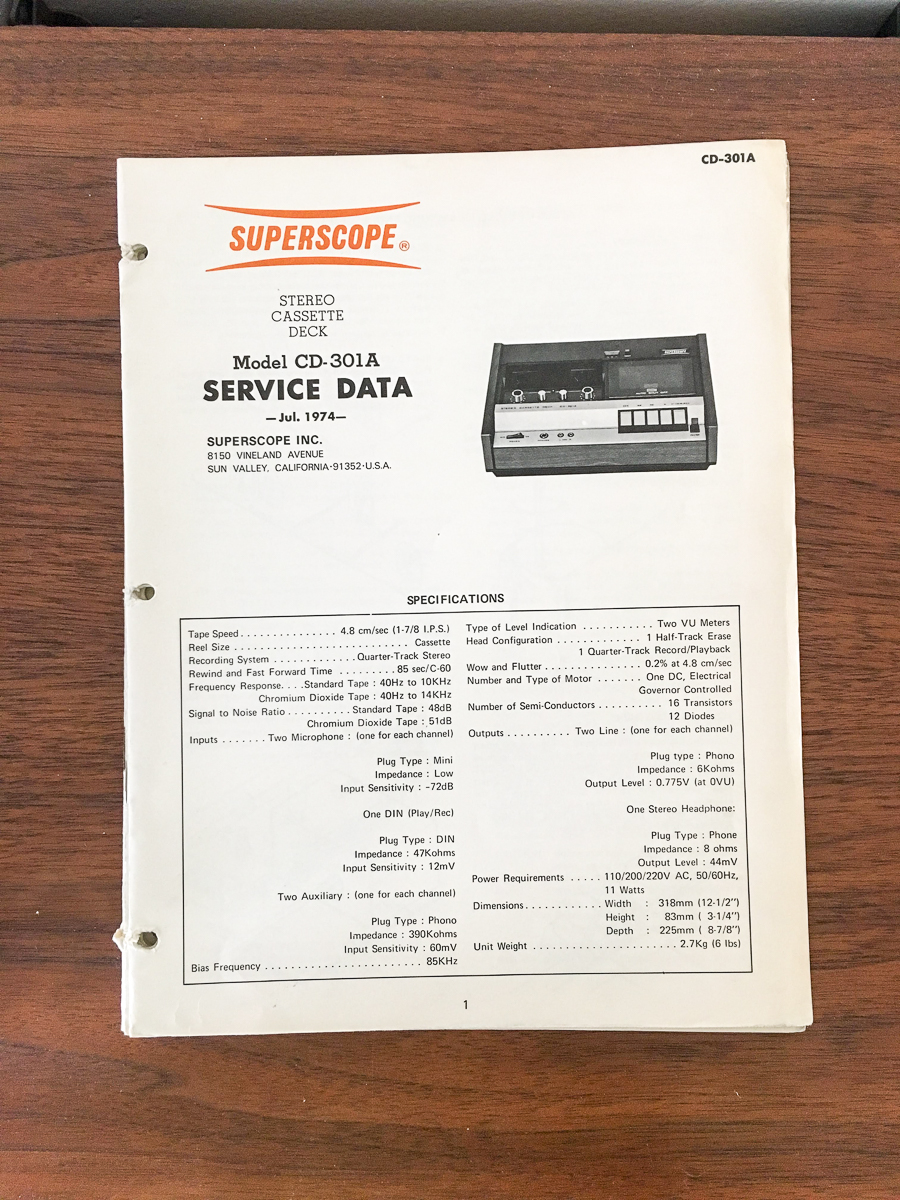 CD-301A
SUPERSCOPE®
STEREO
CASSETTE
DECK
Model CD-301A
SERVICE DATA
—Jul. 1974—
SUPERSCOPE INC.
8150 VINELAND AVENUE
SUN VALLEY, CALIFORNIA·91352·U.S.A.
SUPERSCOPE
STEREO CASSETTE DECK
SPECIFICATIONS
Tape Speed . . . . . . . . . . . . . . . 4.8 cm/sec (1-7/8 I.P.S.)
Reel Size . . . . . . . . . . . . . . . . . . . . . . . . . . . Cassette
Recording System . . . . . . . . . . . . . Quarter-Track Stereo
Rewind and Fast Forward Time . . . . . . . . . 85 sec/C-60
Frequency Response. . . . Standard Tape : 40Hz to 10KHz
Chromium Dioxide Tape : 40Hz to 14KHz
Signal to Noise Ratio . . . . . . . . . . Standard Tape : 48dB
Chromium Dioxide Tape : 51dB
Inputs . . . . . . . Two Microphone : (one for each channel)
Plug Type : Mini
Impedance : Low
Input Sensitivity : -72dB
One DIN (Play/Rec)
Plug Type : DIN
Impedance : 47Kohms
Input Sensitivity : 12mV
Two Auxiliary : (one for each channel)
Plug Type : Phono
Impedance : 390Kohms
Input Sensitivity : 60mV
Bias Frequency . . . . . . . . . . . . . . . . . . . . . . . . 85KHz
Type of Level Indication . . . . . . . . . . . Two VU Meters
Head Configuration . . . . . . . . . . . . . 1 Half-Track Erase
1 Quarter-Track Record/Playback
Wow and Flutter . . . . . . . . . . . . . . . 0.2% at 4.8 cm/sec
Number and Type of Motor . . . . . . . One DC, Electrical
Governor Controlled
Number of Semi-Conductors . . . . . . . . . . 16 Transistors
12 Diodes
Outputs . . . . . . . . . . Two Line : (one for each channel)
Plug type : Phono
Impedance : 6Kohms
Output Level : 0.775V (at 0VU)
One Stereo Headphone:
Plug Type : Phone
Impedance : 8 ohms
Output Level : 44mV
Power Requirements . . . . . 110/200/220V AC, 50/60Hz,
11 Watts
Dimensions . . . . . . . . . . . . Width : 318mm (12-1/2")
Height : 83mm ( 3-1/4")
Depth : 225mm ( 8-7/8")
Unit Weight . . . . . . . . . . . . . . . . . . . . . . . 2.7Kg (6 lbs)
1